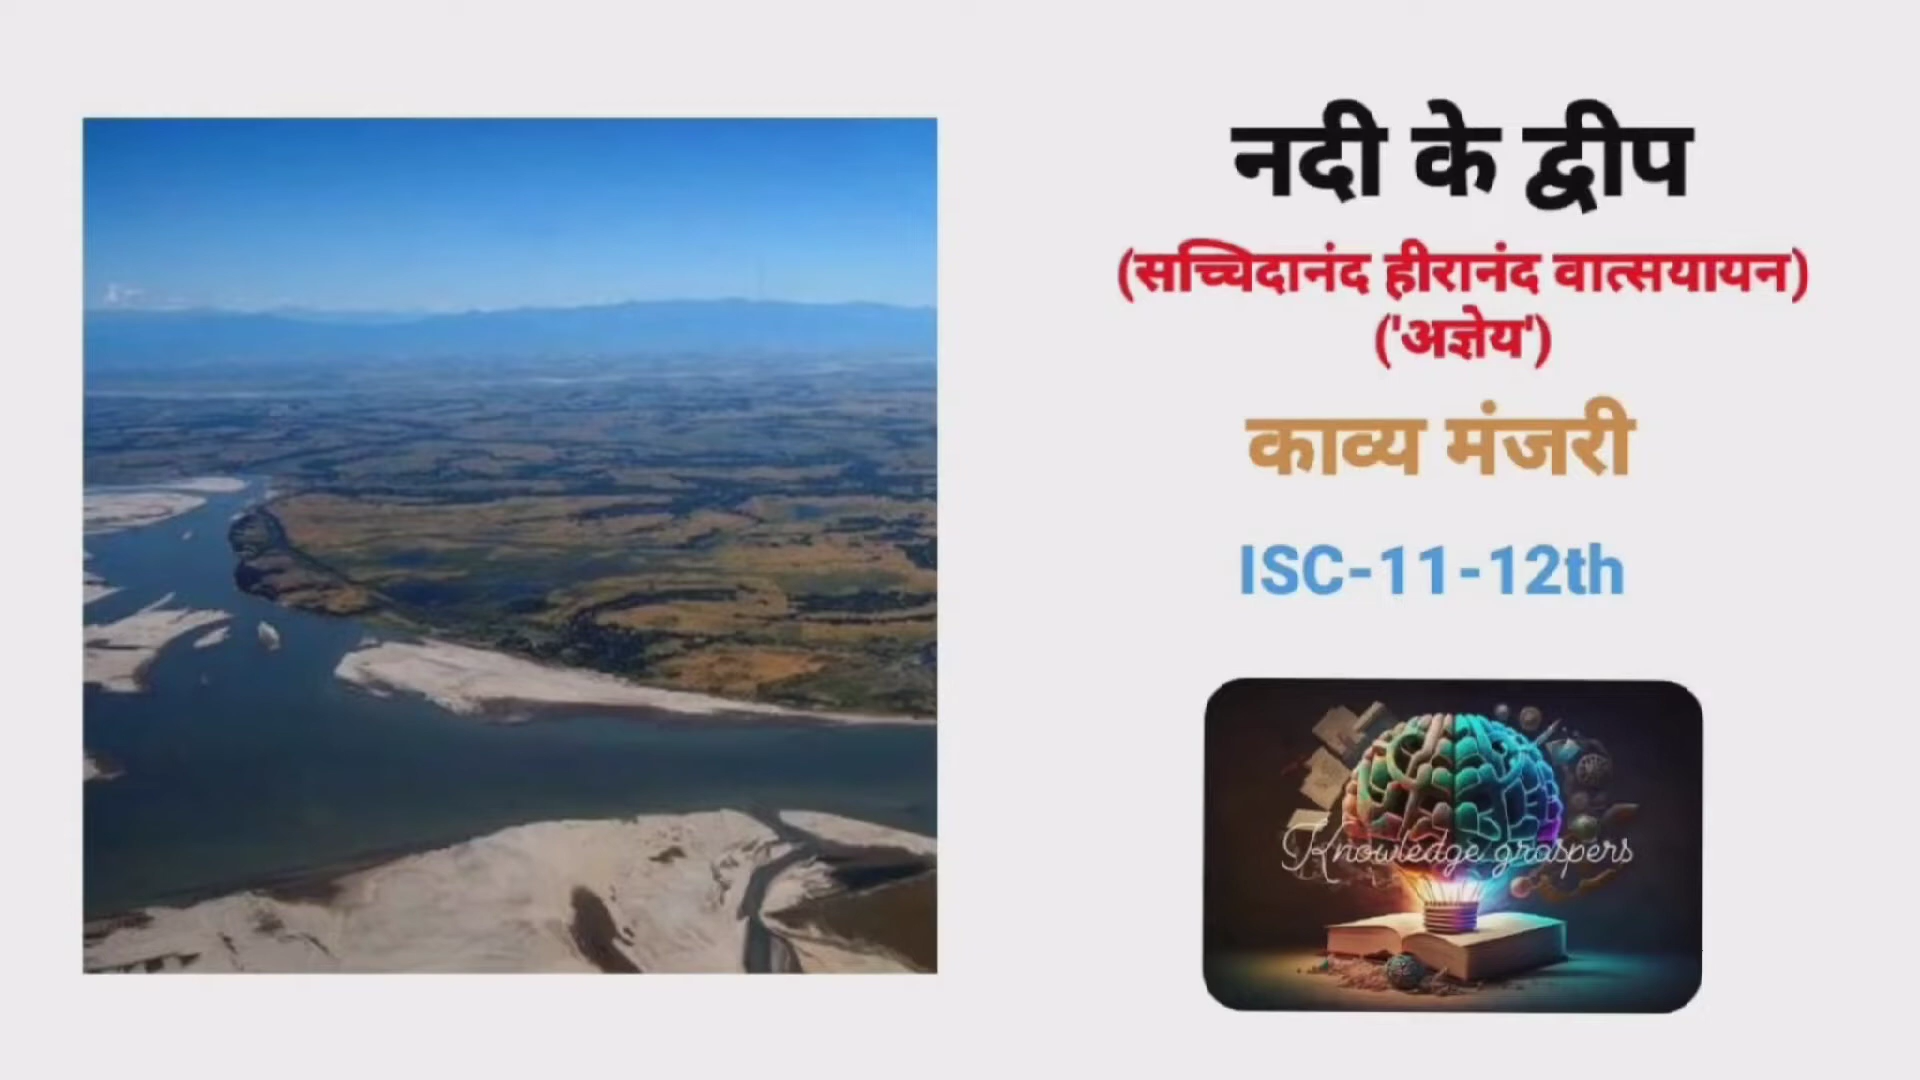 नदी के द्वीप
(सच्चिदानंद हीरानंद वात्सयायन)
('अज्ञेय')
काव्य मंजरी
ISC-11-12th
Knowledge graspers